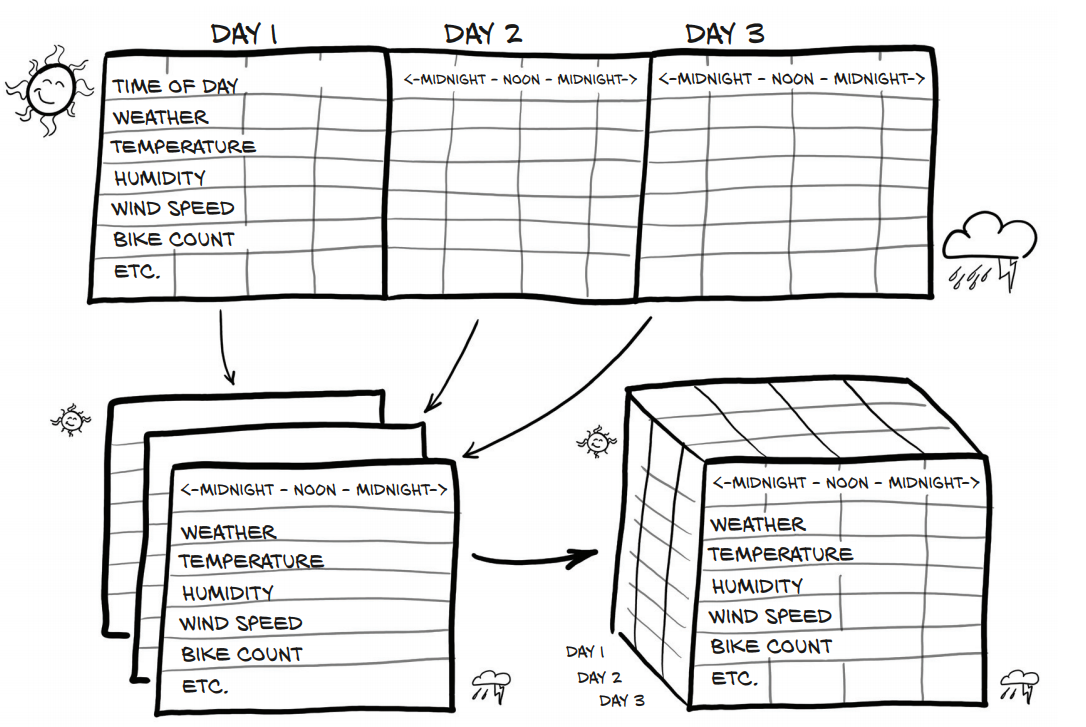 DAY 1
DAY 2
DAY 3
TIME OF DAY
<-MIDNIGHT - NOON - MIDNIGHT->
<-MIDNIGHT - NOON - MIDNIGHT->
WEATHER
TEMPERATURE
HUMIDITY
WIND SPEED
BIKE COUNT
ETC.
<-MIDNIGHT - NOON - MIDNIGHT->
WEATHER
TEMPERATURE
HUMIDITY
WIND SPEED
BIKE COUNT
ETC.
<-MIDNIGHT - NOON - MIDNIGHT->
WEATHER
TEMPERATURE
HUMIDITY
WIND SPEED
BIKE COUNT
ETC.
DAY 1
DAY 2
DAY 3